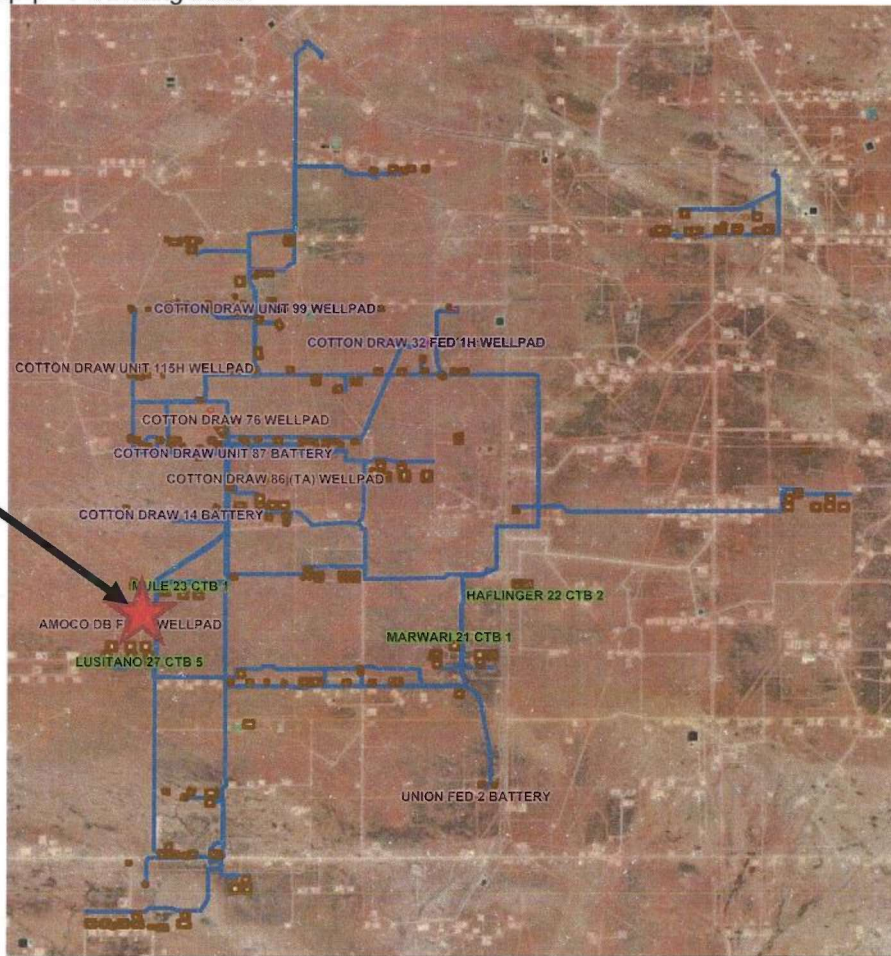 COTTON DRAW UNIT 99 WELLPAD
COTTON DRAW 32 FED 1H WELLPAD
COTTON DRAW UNIT 115H WELLPAD
COTTON DRAW 76 WELLPAD
COTTON DRAW UNIT 87 BATTERY
COTTON DRAW 86 (TA) WELLPAD
COTTON DRAW 14 BATTERY
MULE 23 CTB 1
HAFLINGER 22 CTB 2
AMOCO DB F WELLPAD
MARWARI 21 CTB 1
LUSITANO 27 CTB 5
UNION FED 2 BATTERY